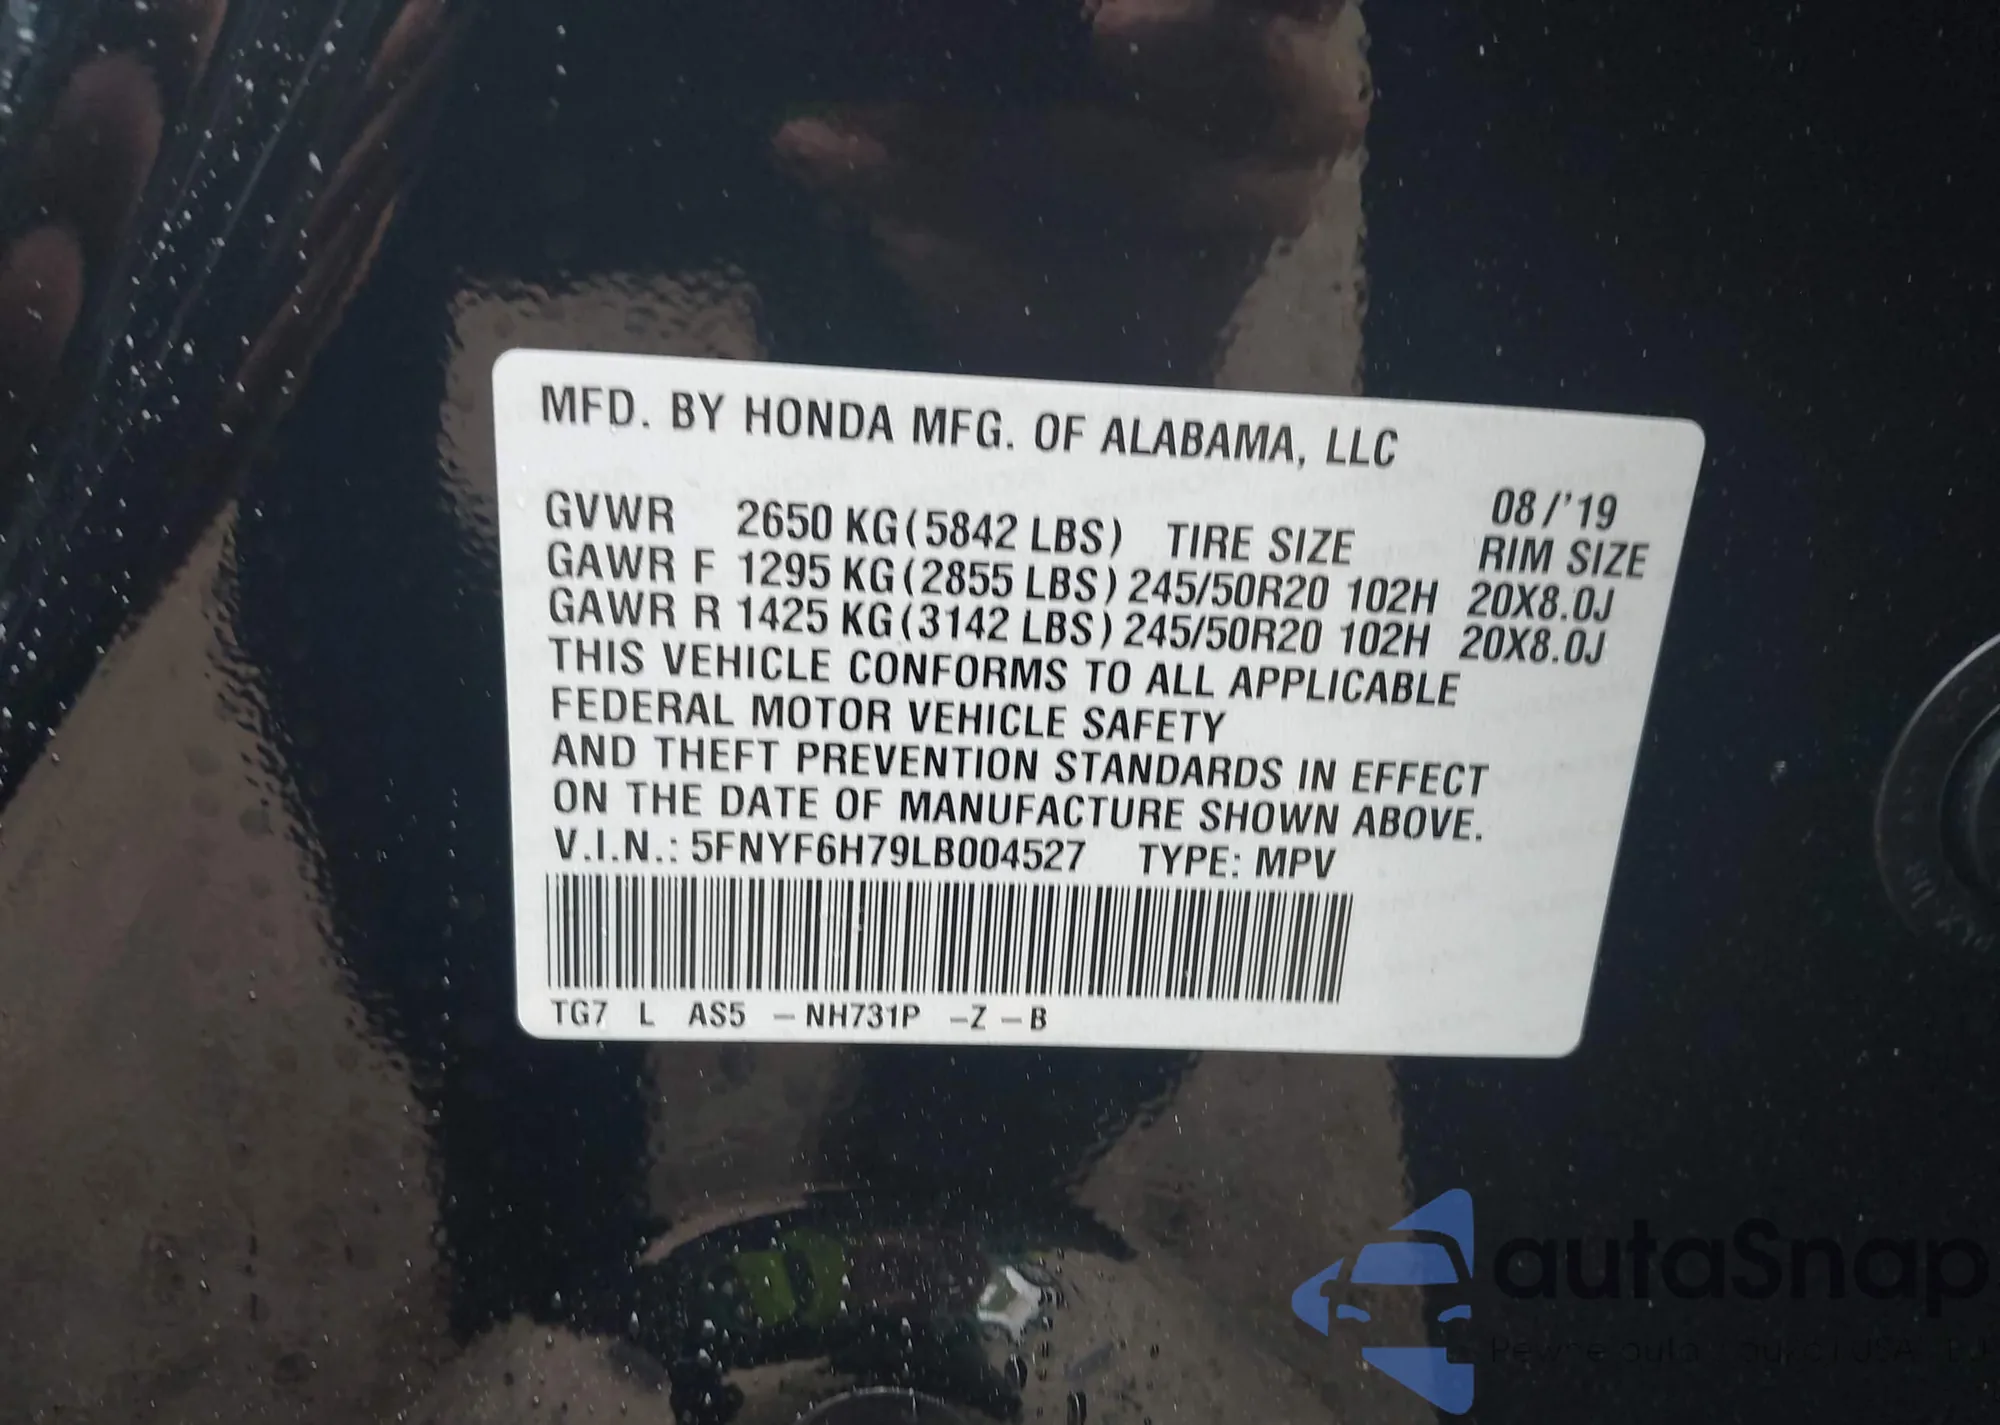 MFD. BY HONDA MFG. OF ALABAMA, LLC
08/'19
GVWR 2650 KG(5842 LBS) TIRE SIZE RIM SIZE
GAWR F 1295 KG(2855 LBS) 245/50R20 102H 20X8.0J
GAWR R 1425 KG(3142 LBS) 245/50R20 102H 20X8.0J
THIS VEHICLE CONFORMS TO ALL APPLICABLE
FEDERAL MOTOR VEHICLE SAFETY
AND THEFT PREVENTION STANDARDS IN EFFECT
ON THE DATE OF MANUFACTURE SHOWN ABOVE.
V.I.N.: 5FNYF6H79LB004527 TYPE: MPV
TG7 L AS5 – NH731P – Z – B
autoSnap